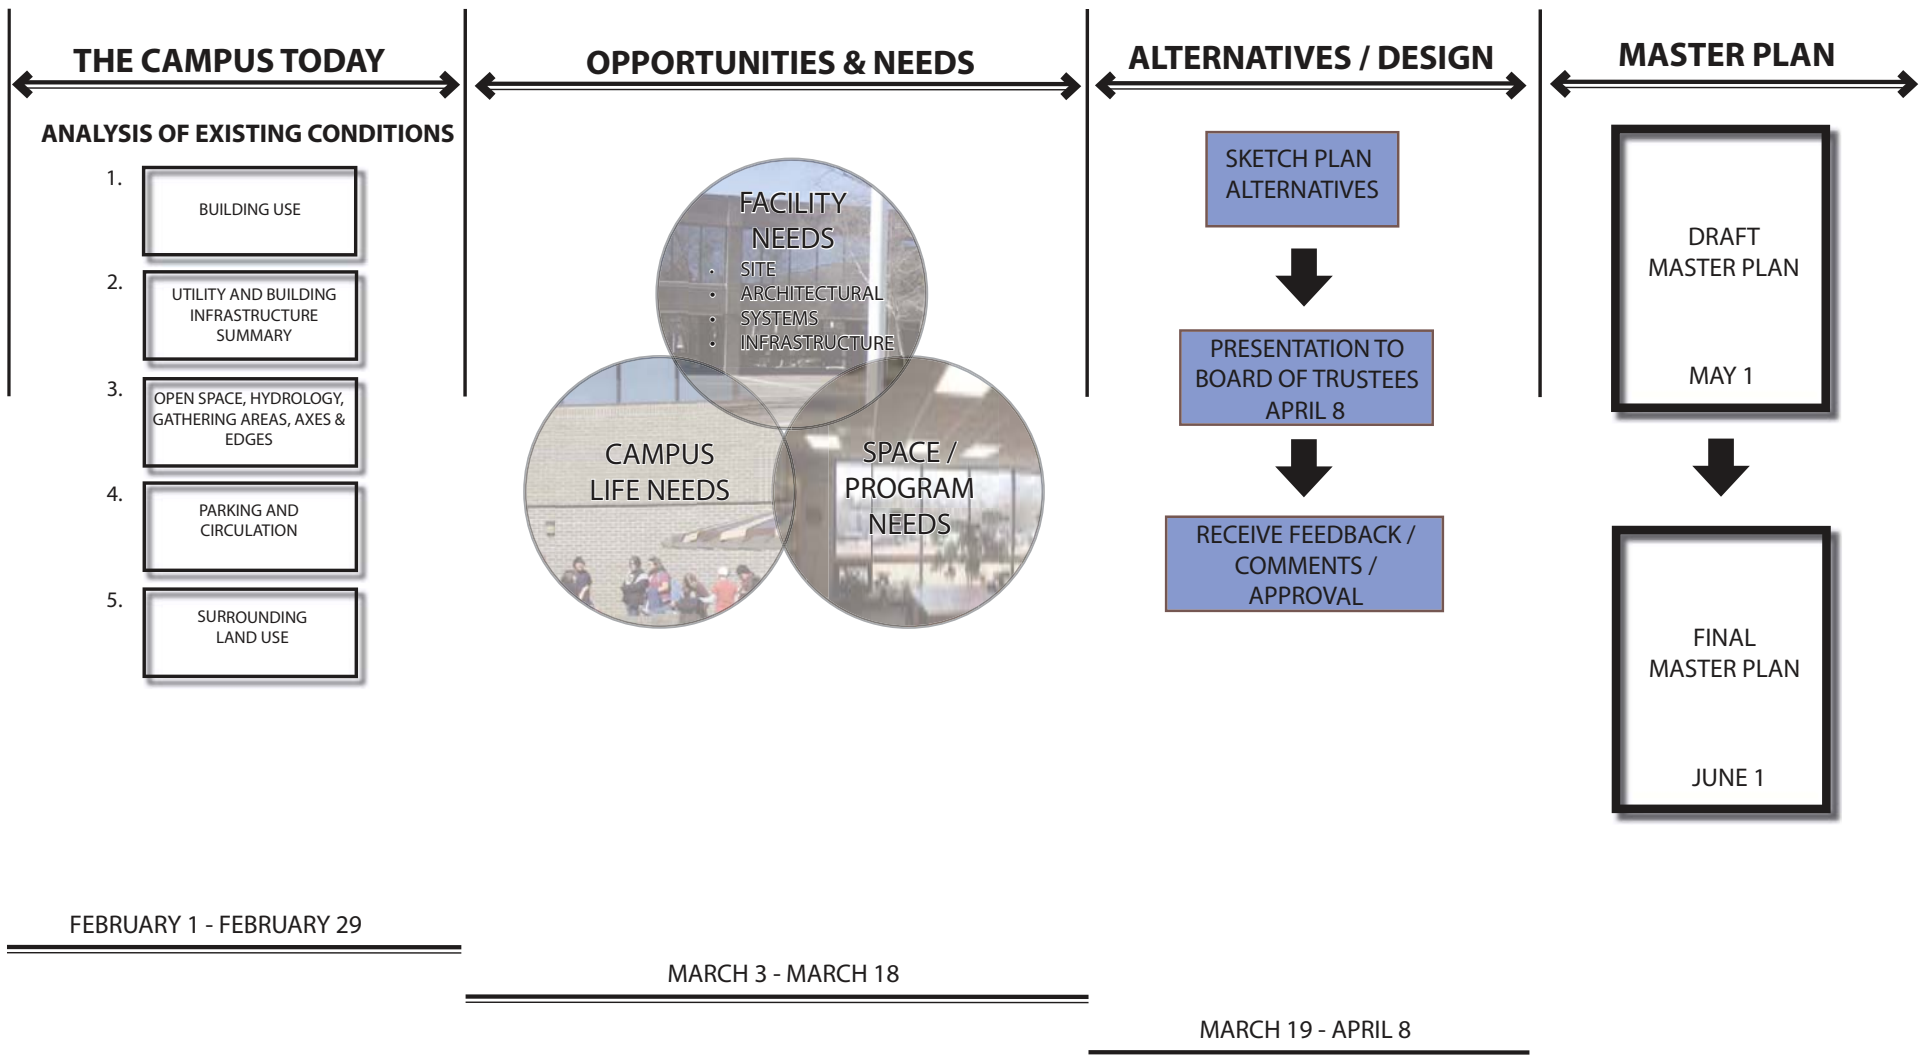 THE CAMPUS TODAY
ANALYSIS OF EXISTING CONDITIONS
1.
BUILDING USE
2.
UTILITY AND BUILDING
INFRASTRUCTURE
SUMMARY
3.
OPEN SPACE, HYDROLOGY,
GATHERING AREAS, AXES &
EDGES
4.
PARKING AND
CIRCULATION
5.
SURROUNDING
LAND USE
FEBRUARY 1 - FEBRUARY 29
OPPORTUNITIES & NEEDS
FACILITY
NEEDS
• SITE
• ARCHITECTURAL
• SYSTEMS
• INFRASTRUCTURE
CAMPUS
LIFE NEEDS
SPACE /
PROGRAM
NEEDS
MARCH 3 - MARCH 18
ALTERNATIVES / DESIGN
SKETCH PLAN
ALTERNATIVES
PRESENTATION TO
BOARD OF TRUSTEES
APRIL 8
RECEIVE FEEDBACK /
COMMENTS /
APPROVAL
MARCH 19 - APRIL 8
MASTER PLAN
DRAFT
MASTER PLAN
MAY 1
FINAL
MASTER PLAN
JUNE 1